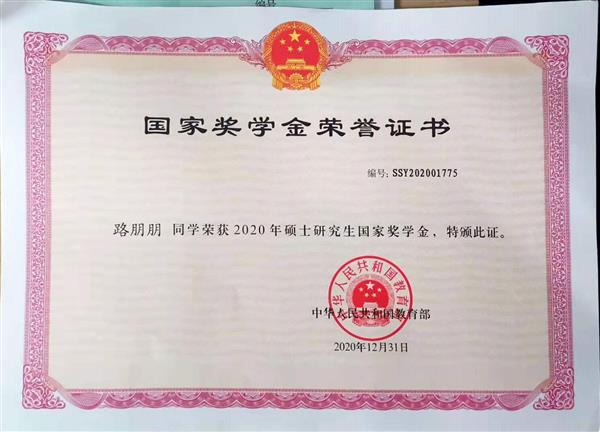 编号
国家奖学金荣誉证书
编号：SSY202001775
路朋朋 同学荣获2020年硕士研究生国家奖学金，特颁此证。
中华人民共和国教育部
中华人民共和国教育部
2020年12月31日